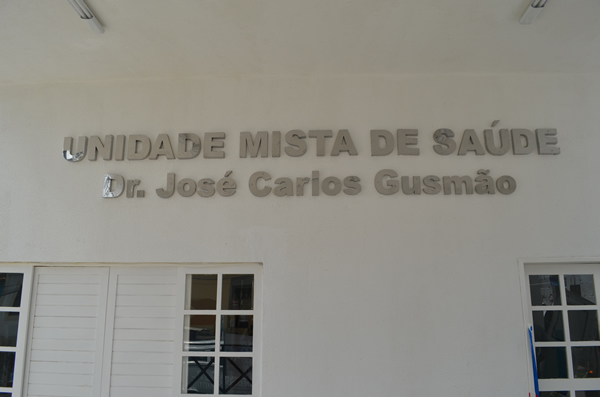 UNIDADE MISTA DE SAÚDE
Dr. José Carlos Gusmão